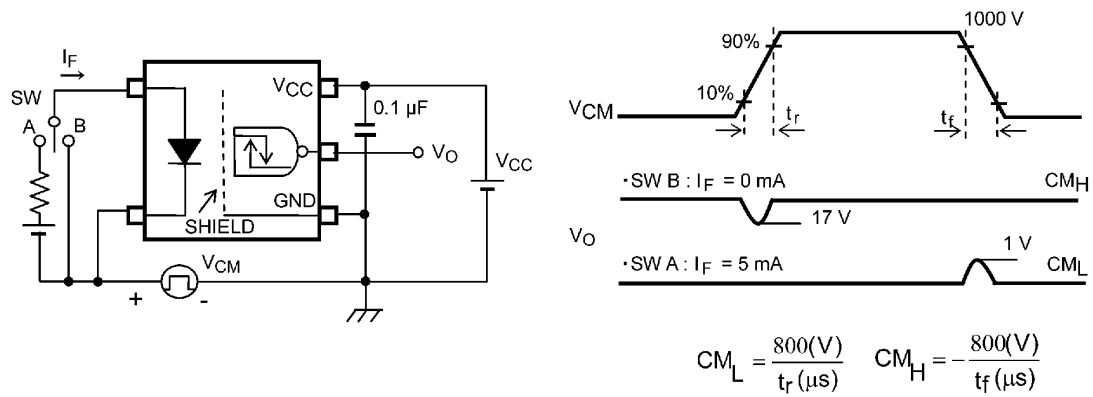 IF
SW
A
B
VCC
0.1 µF
VO
VCC
GND
SHIELD
VCM
+
-
1000 V
90%
10%
VCM
tr
tf
·SW B : IF = 0 mA
CMH
17 V
VO
1 V
·SW A : IF = 5 mA
CML
CML = 800(V) / tr(µs) CMH = - 800(V) / tf(µs)